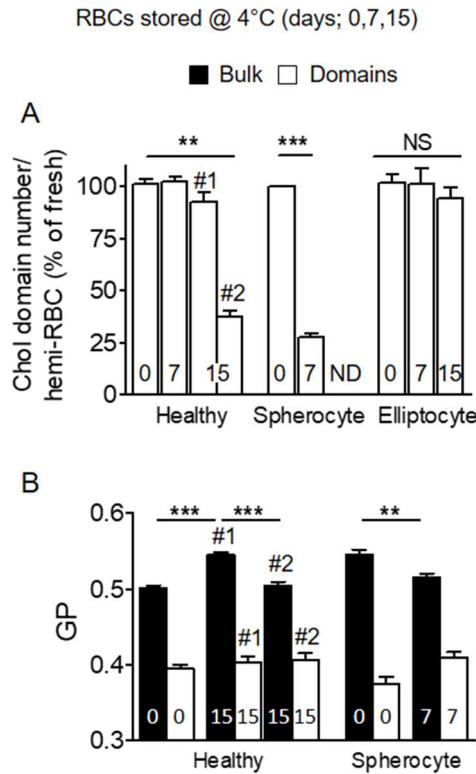 RBCs stored @ 4°C (days; 0,7,15)
Bulk Domains
A
Chol domain number/
hemi-RBC (% of fresh)
** *** NS
#1
#2
100
75
50
25
0
0 7 15 0 7 ND 0 7 15
Healthy Spherocyte Elliptocyte
B
GP
*** *** **
#1
#2
#1 #2
0.6
0.5
0.4
0.3
0 0 15 15 15 15 0 0 7 7
Healthy Spherocyte